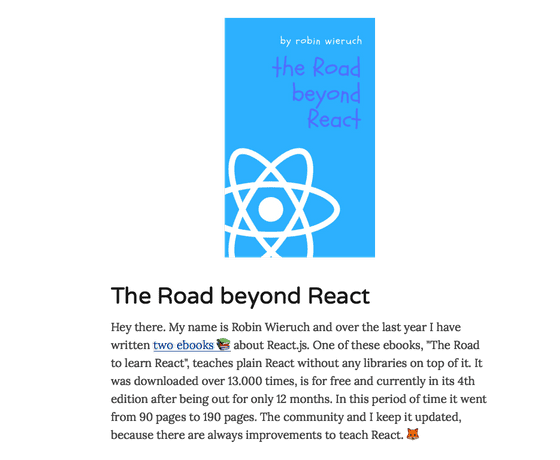 by robin wieruch
the Road
beyond
React
The Road beyond React
Hey there. My name is Robin Wieruch and over the last year I have
written two ebooks 📚 about React.js. One of these ebooks, "The Road
to learn React", teaches plain React without any libraries on top of it. It
was downloaded over 13.000 times, is for free and currently in its 4th
edition after being out for only 12 months. In this period of time it went
from 90 pages to 190 pages. The community and I keep it updated,
because there are always improvements to teach React. 🦊